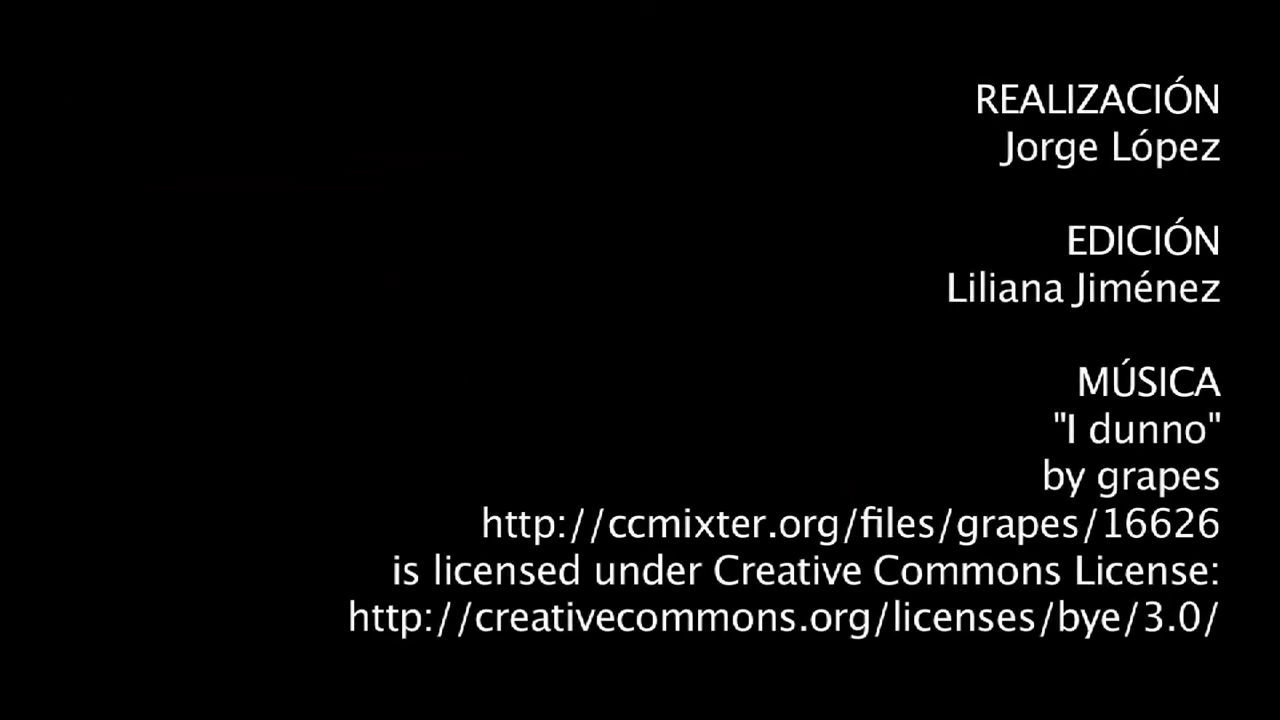 REALIZACIÓN
Jorge López
EDICIÓN
Liliana Jiménez
MÚSICA
"I dunno"
by grapes
http://ccmixter.org/files/grapes/16626
is licensed under Creative Commons License:
http://creativecommons.org/licenses/bye/3.0/